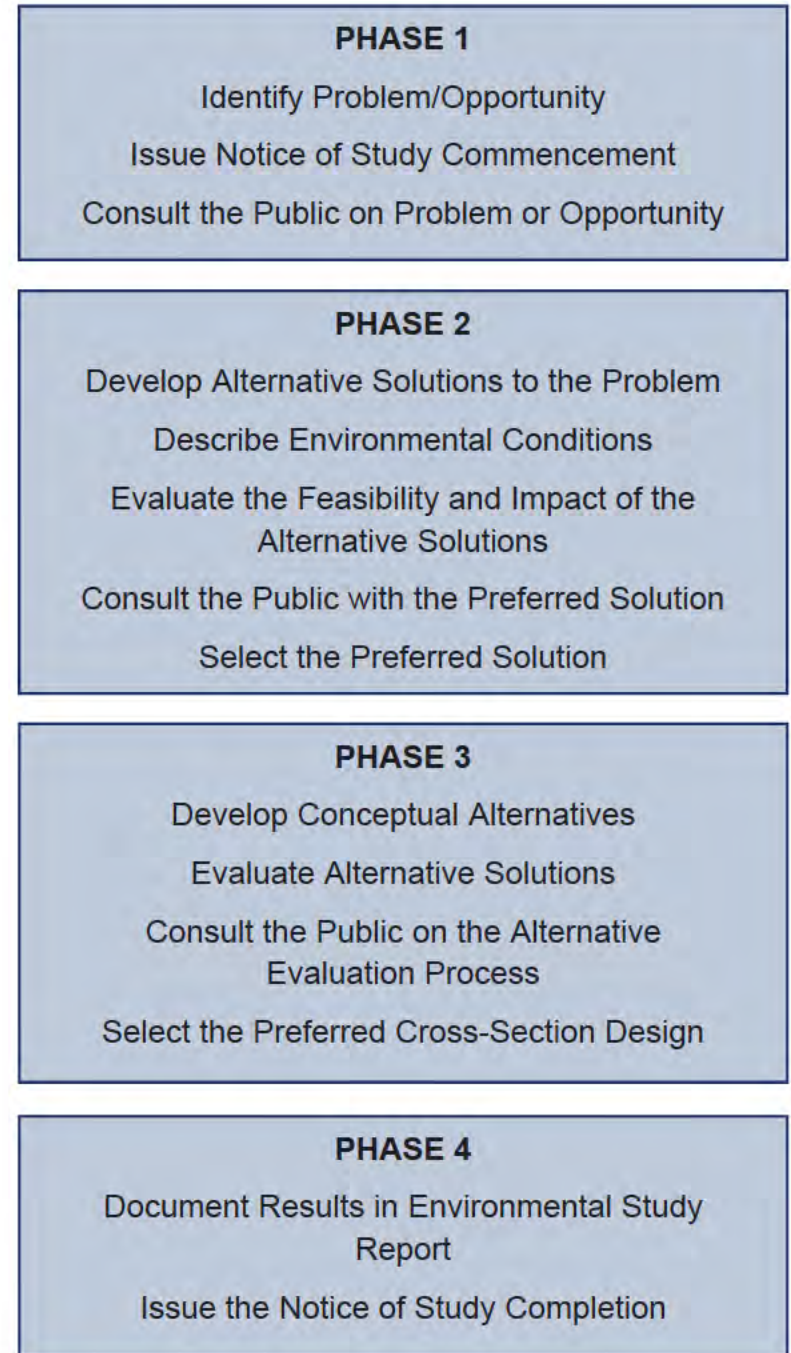 PHASE 1
Identify Problem/Opportunity
Issue Notice of Study Commencement
Consult the Public on Problem or Opportunity
PHASE 2
Develop Alternative Solutions to the Problem
Describe Environmental Conditions
Evaluate the Feasibility and Impact of the
Alternative Solutions
Consult the Public with the Preferred Solution
Select the Preferred Solution
PHASE 3
Develop Conceptual Alternatives
Evaluate Alternative Solutions
Consult the Public on the Alternative
Evaluation Process
Select the Preferred Cross-Section Design
PHASE 4
Document Results in Environmental Study
Report
Issue the Notice of Study Completion